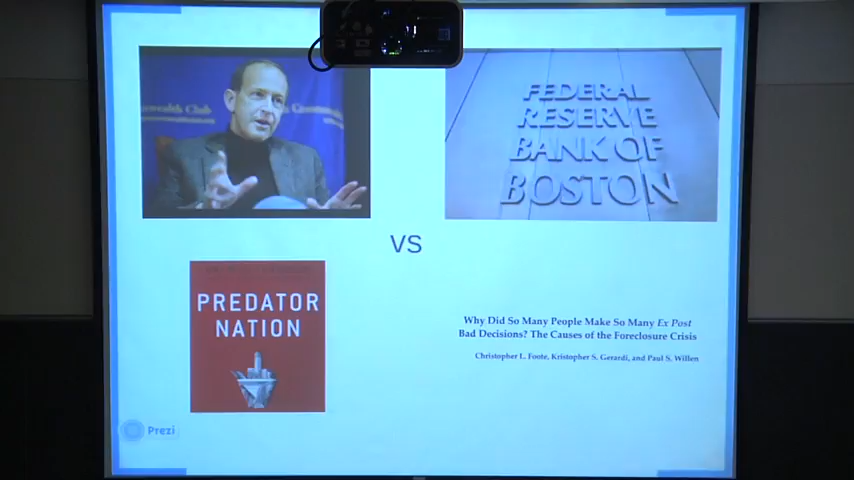 FEDERAL
RESERVE
BANK OF
BOSTON
VS
PREDATOR
NATION
Why Did So Many People Make So Many Ex Post
Bad Decisions? The Causes of the Foreclosure Crisis
Christopher L. Foote, Kristopher S. Gerardi, and Paul S. Willen
Prezi